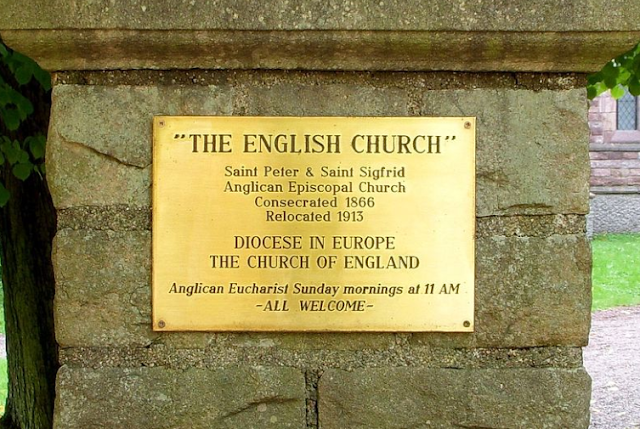 "THE ENGLISH CHURCH"
Saint Peter & Saint Sigfrid
Anglican Episcopal Church
Consecrated 1866
Relocated 1913
DIOCESE IN EUROPE
THE CHURCH OF ENGLAND
Anglican Eucharist Sunday mornings at 11 AM
-ALL WELCOME-